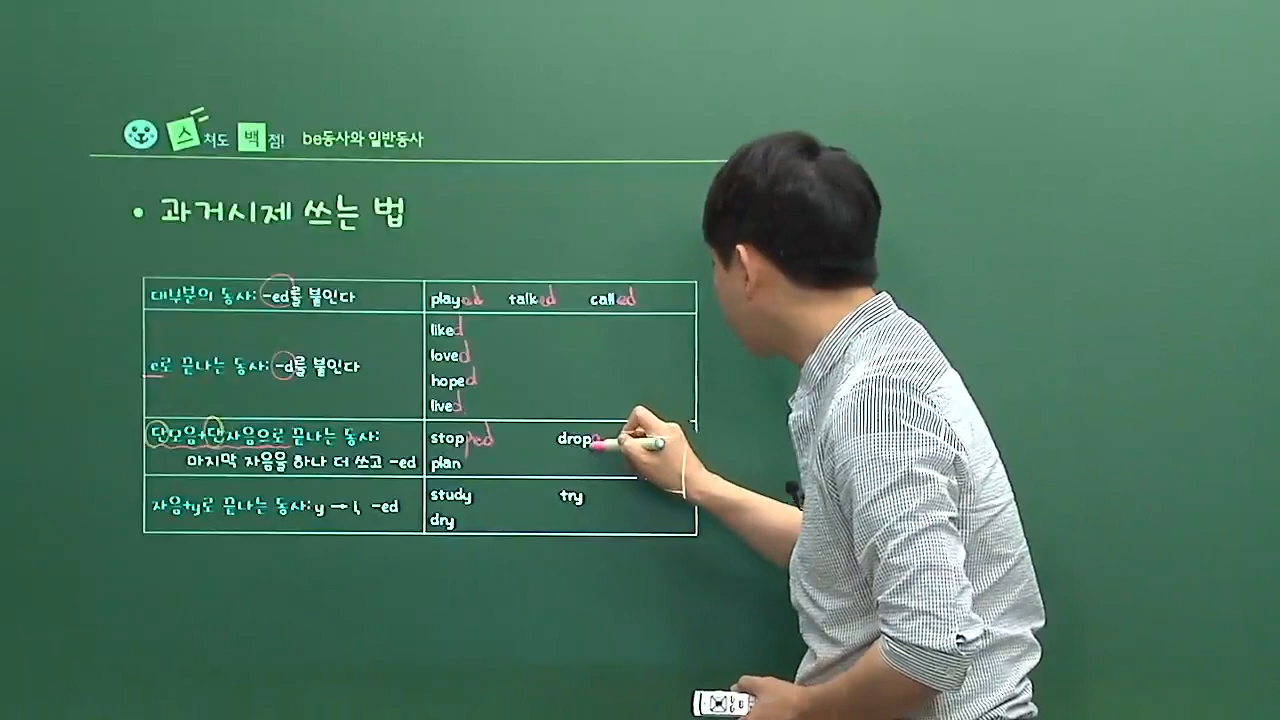 스쳐도 백점! be동사와 일반동사
• 과거시제 쓰는 법
대부분의 동사: -ed를 붙인다
played talked called
e로 끝나는 동사: -d를 붙인다
liked
loved
hoped
lived
단모음+단자음으로 끝나는 동사:
마지막 자음을 하나 더 쓰고 -ed
stopped drop
plan
자음+y로 끝나는 동사: y → i, -ed
study try
dry